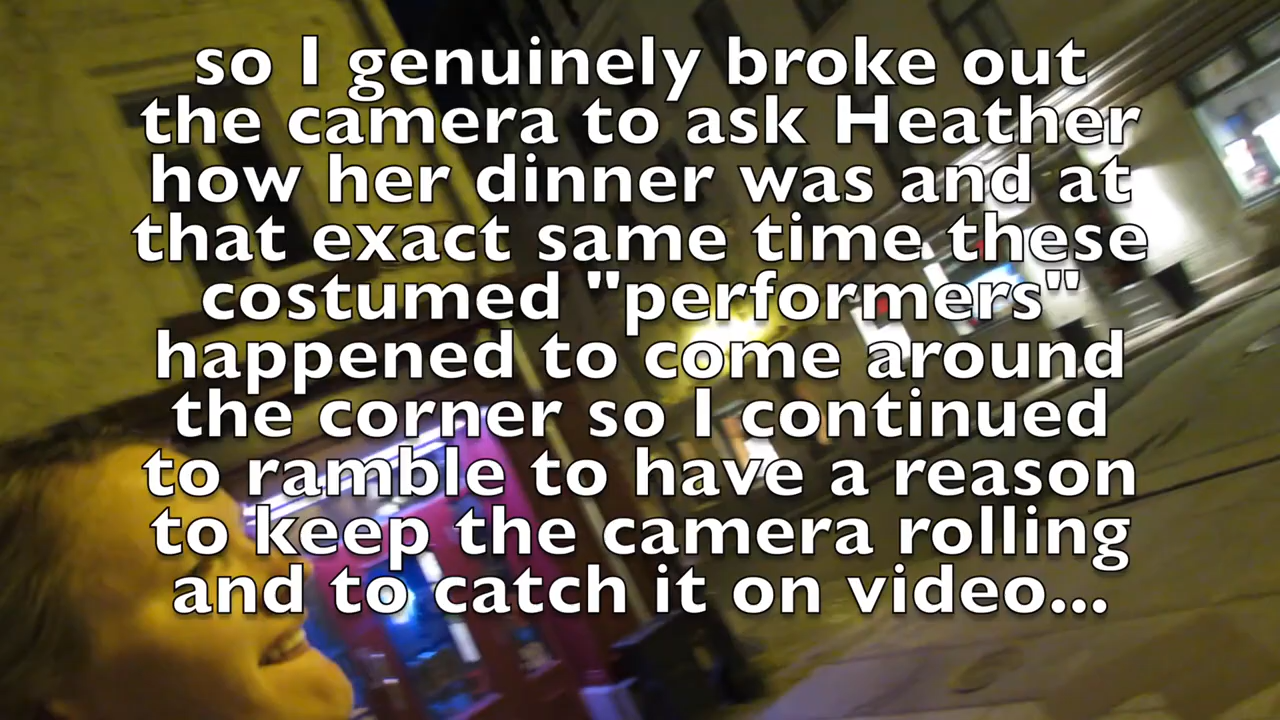 so I genuinely broke out
the camera to ask Heather
how her dinner was and at
that exact same time these
costumed "performers"
happened to come around
the corner so I continued
to ramble to have a reason
to keep the camera rolling
and to catch it on video...